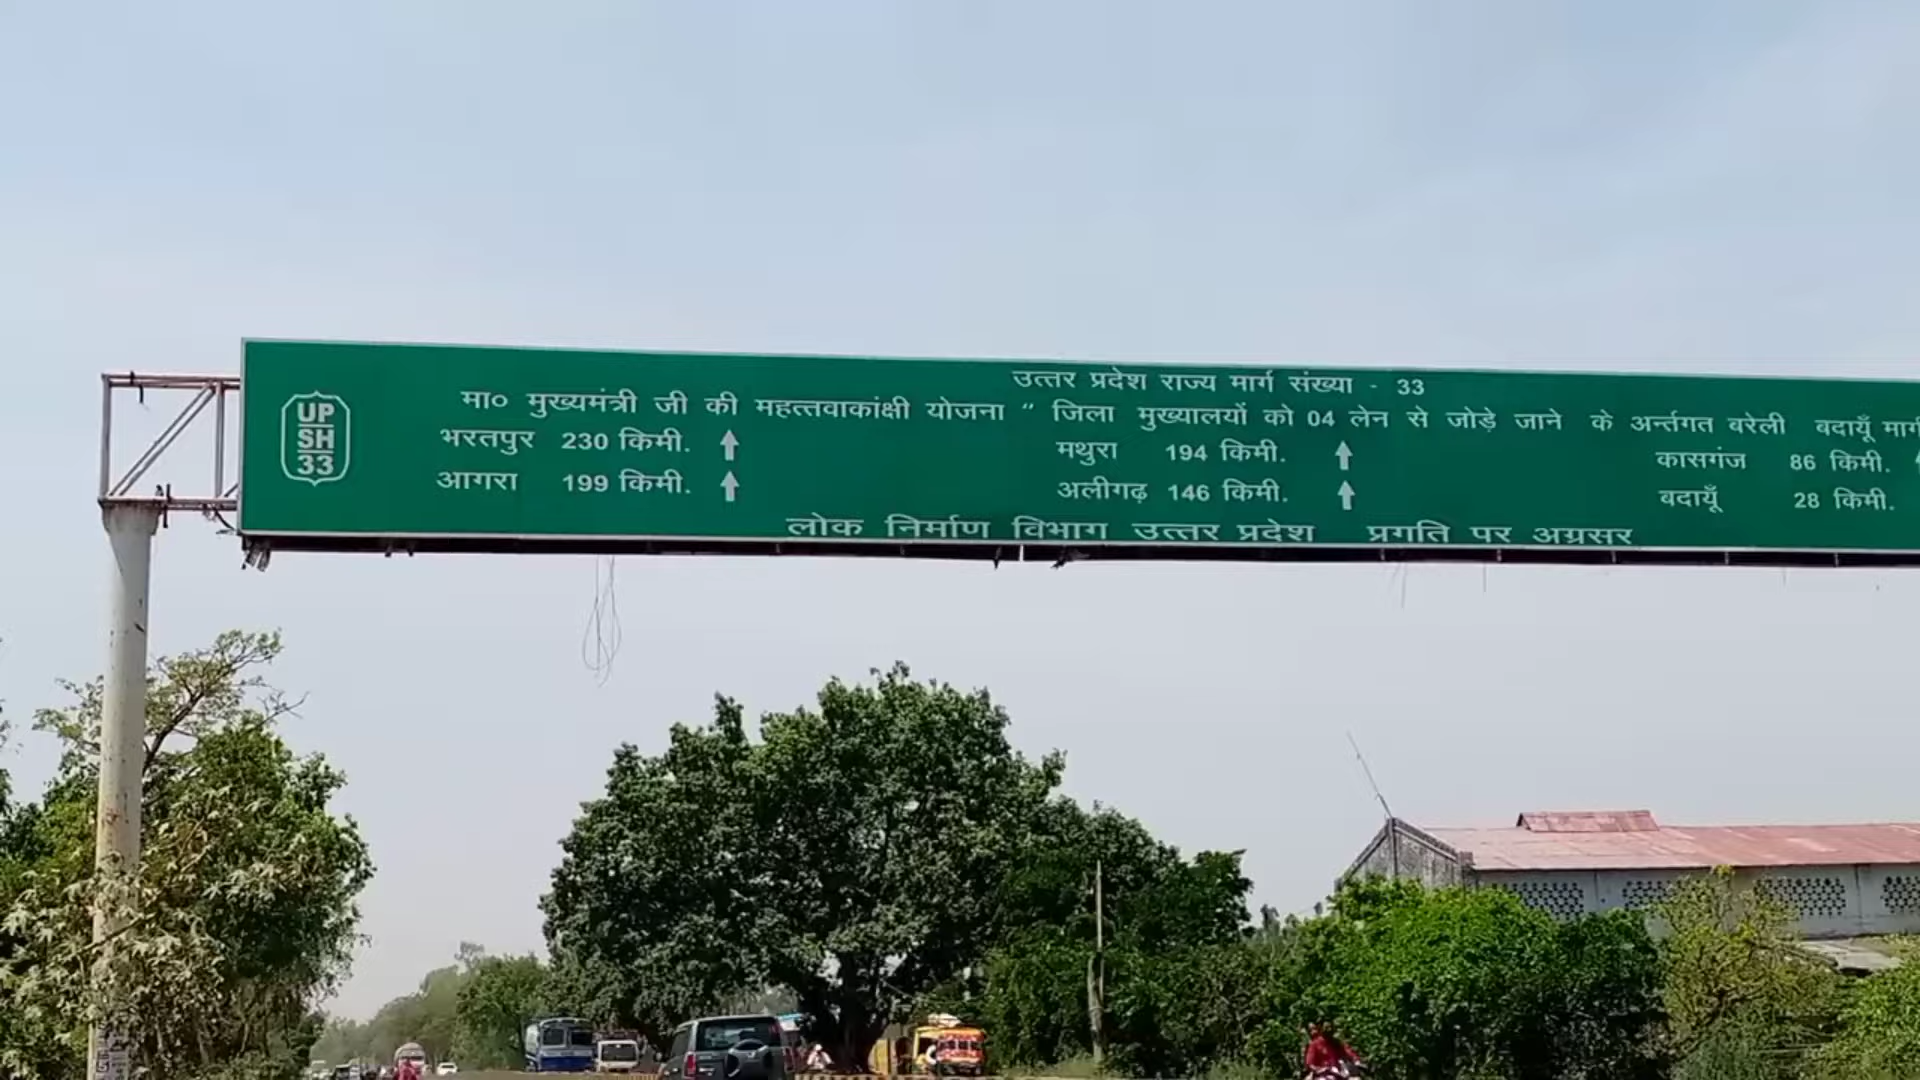 उत्तर प्रदेश राज्य मार्ग संख्या - 33
मा० मुख्यमंत्री जी की महत्तवाकांक्षी योजना “ जिला मुख्यालयों को 04 लेन से जोड़े जाने के अर्न्तगत बरेली बदायूँ मार्ग
UP
SH
33
भरतपुर 230 किमी. मथुरा 194 किमी. कासगंज 86 किमी.
आगरा 199 किमी. अलीगढ़ 146 किमी. बदायूँ 28 किमी.
लोक निर्माण विभाग उत्तर प्रदेश प्रगति पर अग्रसर